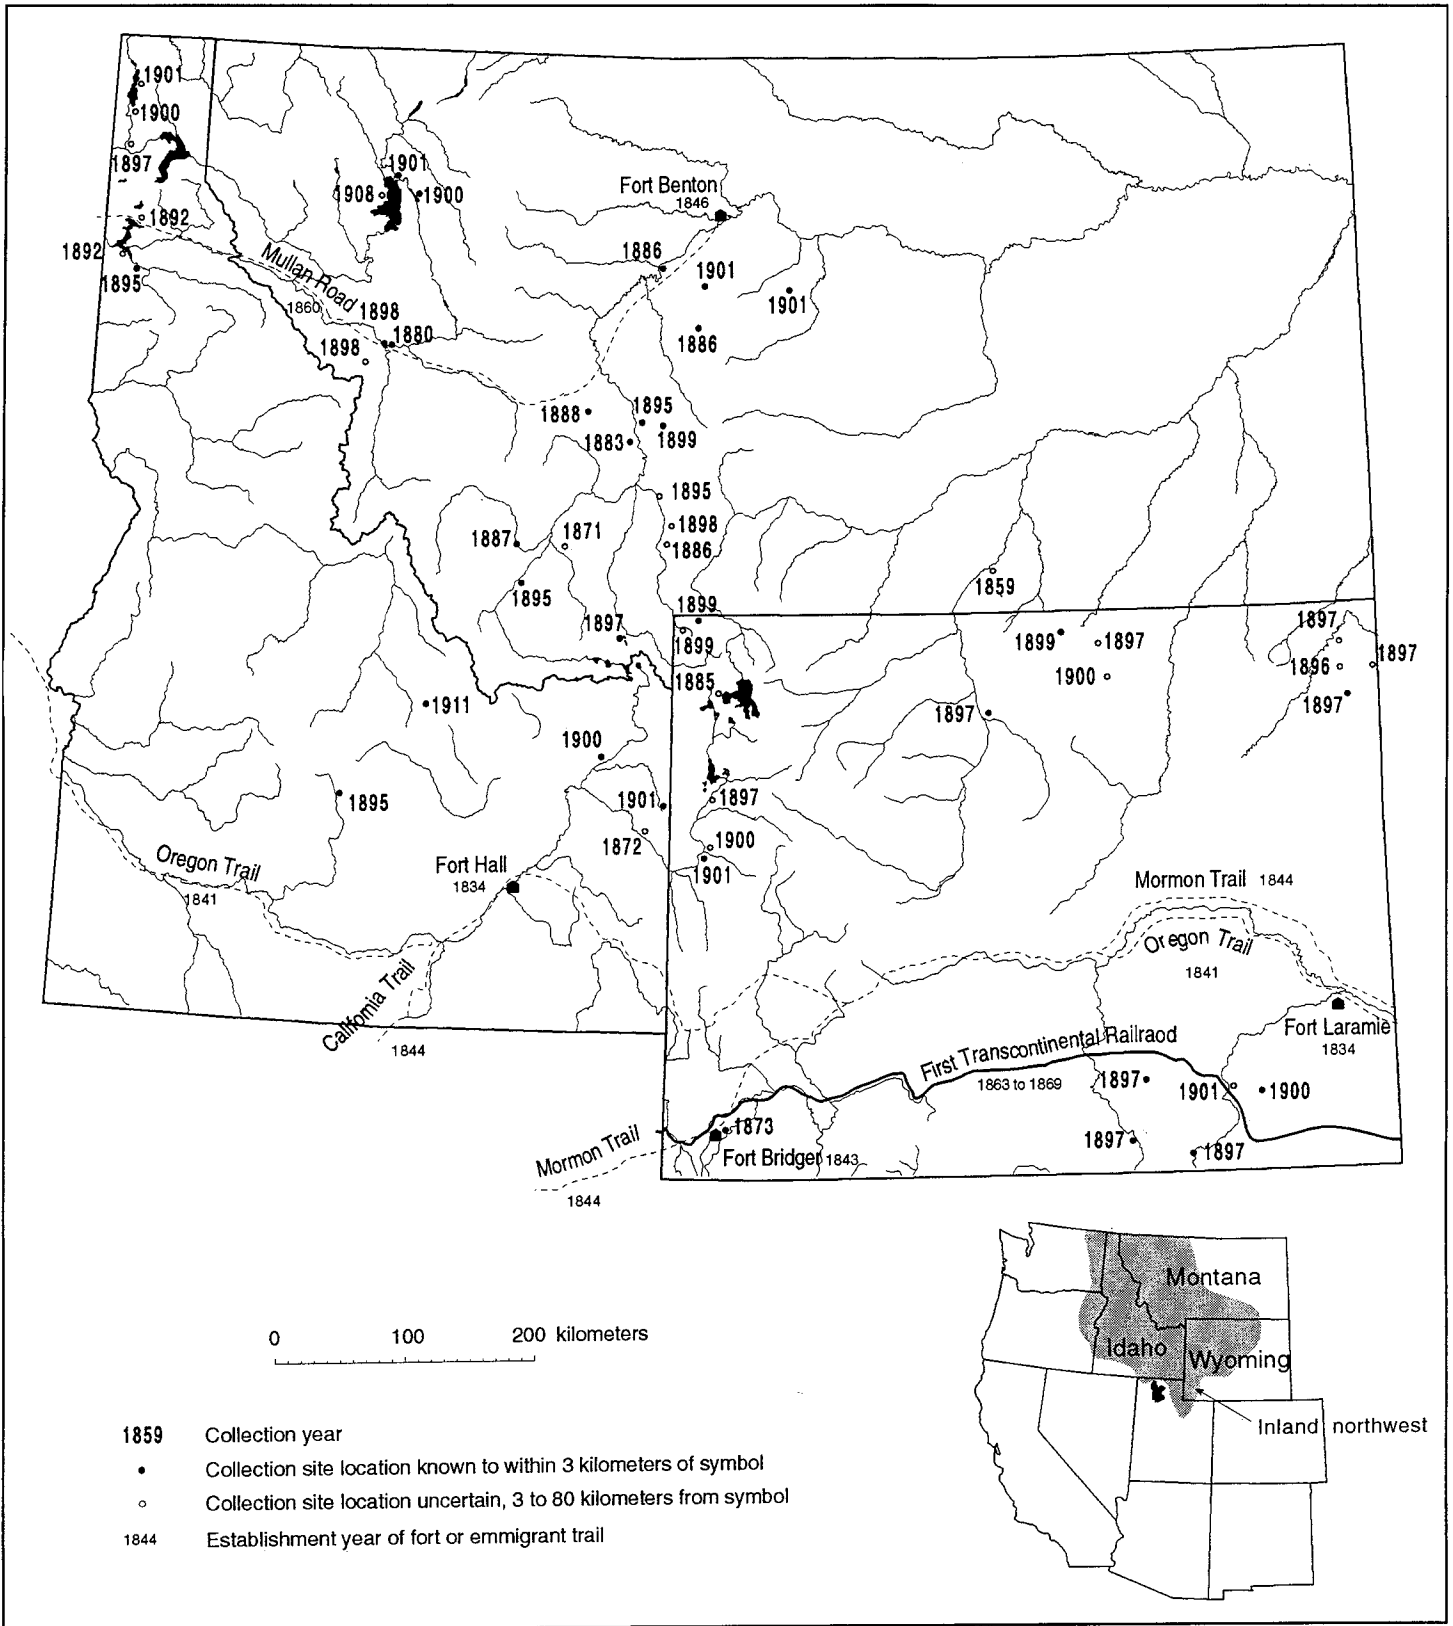 1901
1900
1897
1901
1908
1900
Fort Benton
1846
1892
1892
1895
Mullan Road
1860
1886
1901
1901
1886
1898
1880
1898
1888
1895
1883
1899
1895
1898
1886
1887
1871
1895
1859
1899
1897
1899
1899
1897
1897
1896
1897
1900
1885
1897
1897
1911
1900
1895
1901
1897
1872
1900
1901
Oregon Trail
1841
Fort Hall
1834
Mormon Trail 1844
Oregon Trail
1841
California Trail
1844
Fort Laramie
1834
First Transcontinental Railraod
1863 to 1869
1897
1901
1900
1873
1897
1897
Mormon Trail
1844
Fort Bridger 1843
Montana
Idaho
Wyoming
Inland northwest
0 100 200 kilometers
1859 Collection year
Collection site location known to within 3 kilometers of symbol
Collection site location uncertain, 3 to 80 kilometers from symbol
1844 Establishment year of fort or emmigrant trail